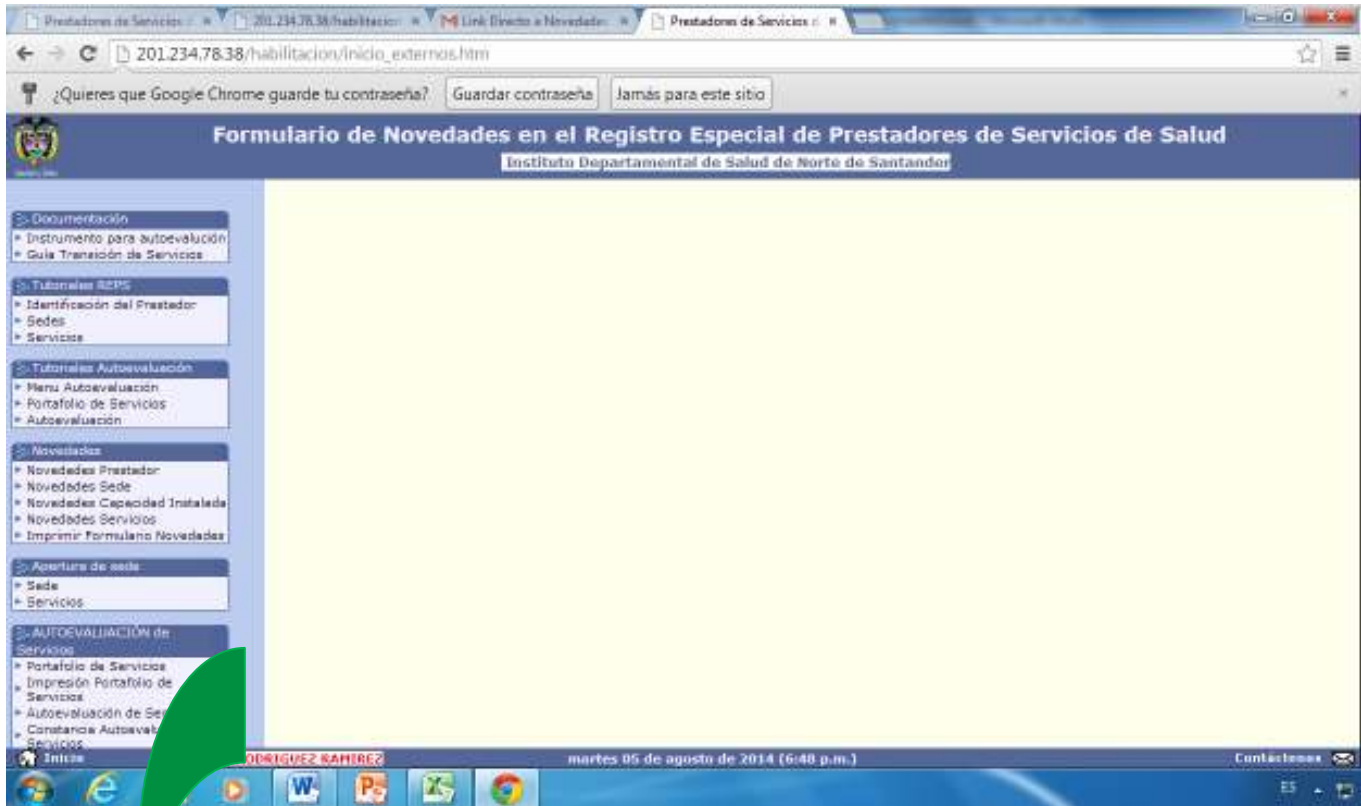 Prestadores de Servicios
201.234.78.38/habilitacion
Link Directo a Novedades
Prestadores de Servicios
201.234.78.38/habilitacion/inicio_externos.htm
¿Quieres que Google Chrome guarde tu contraseña?
Guardar contraseña
Jamás para este sitio
Formulario de Novedades en el Registro Especial de Prestadores de Servicios de Salud
Instituto Departamental de Salud de Norte de Santander
Documentación
Instrumento para autoevalución
Guía Transición de Servicios
Tutoriales REPS
Identificación del Prestador
Sedes
Servicios
Tutoriales Autoevaluación
Menu Autoevaluación
Portafolio de Servicios
Autoevaluación
Novedades
Novedades Prestador
Novedades Sede
Novedades Capacidad Instalada
Novedades Servicios
Imprimir Formulario Novedades
Apertura de sede
Sede
Servicios
AUTOEVALUACIÓN de
Servicios
Portafolio de Servicios
Impresión Portafolio de
Servicios
Autoevaluación de Se
Constancia Autoeval
Servicios
Inicio
ODRIGUEZ RAMIREZ
martes 05 de agosto de 2014 (6:48 p.m.)
Contáctenos
ES